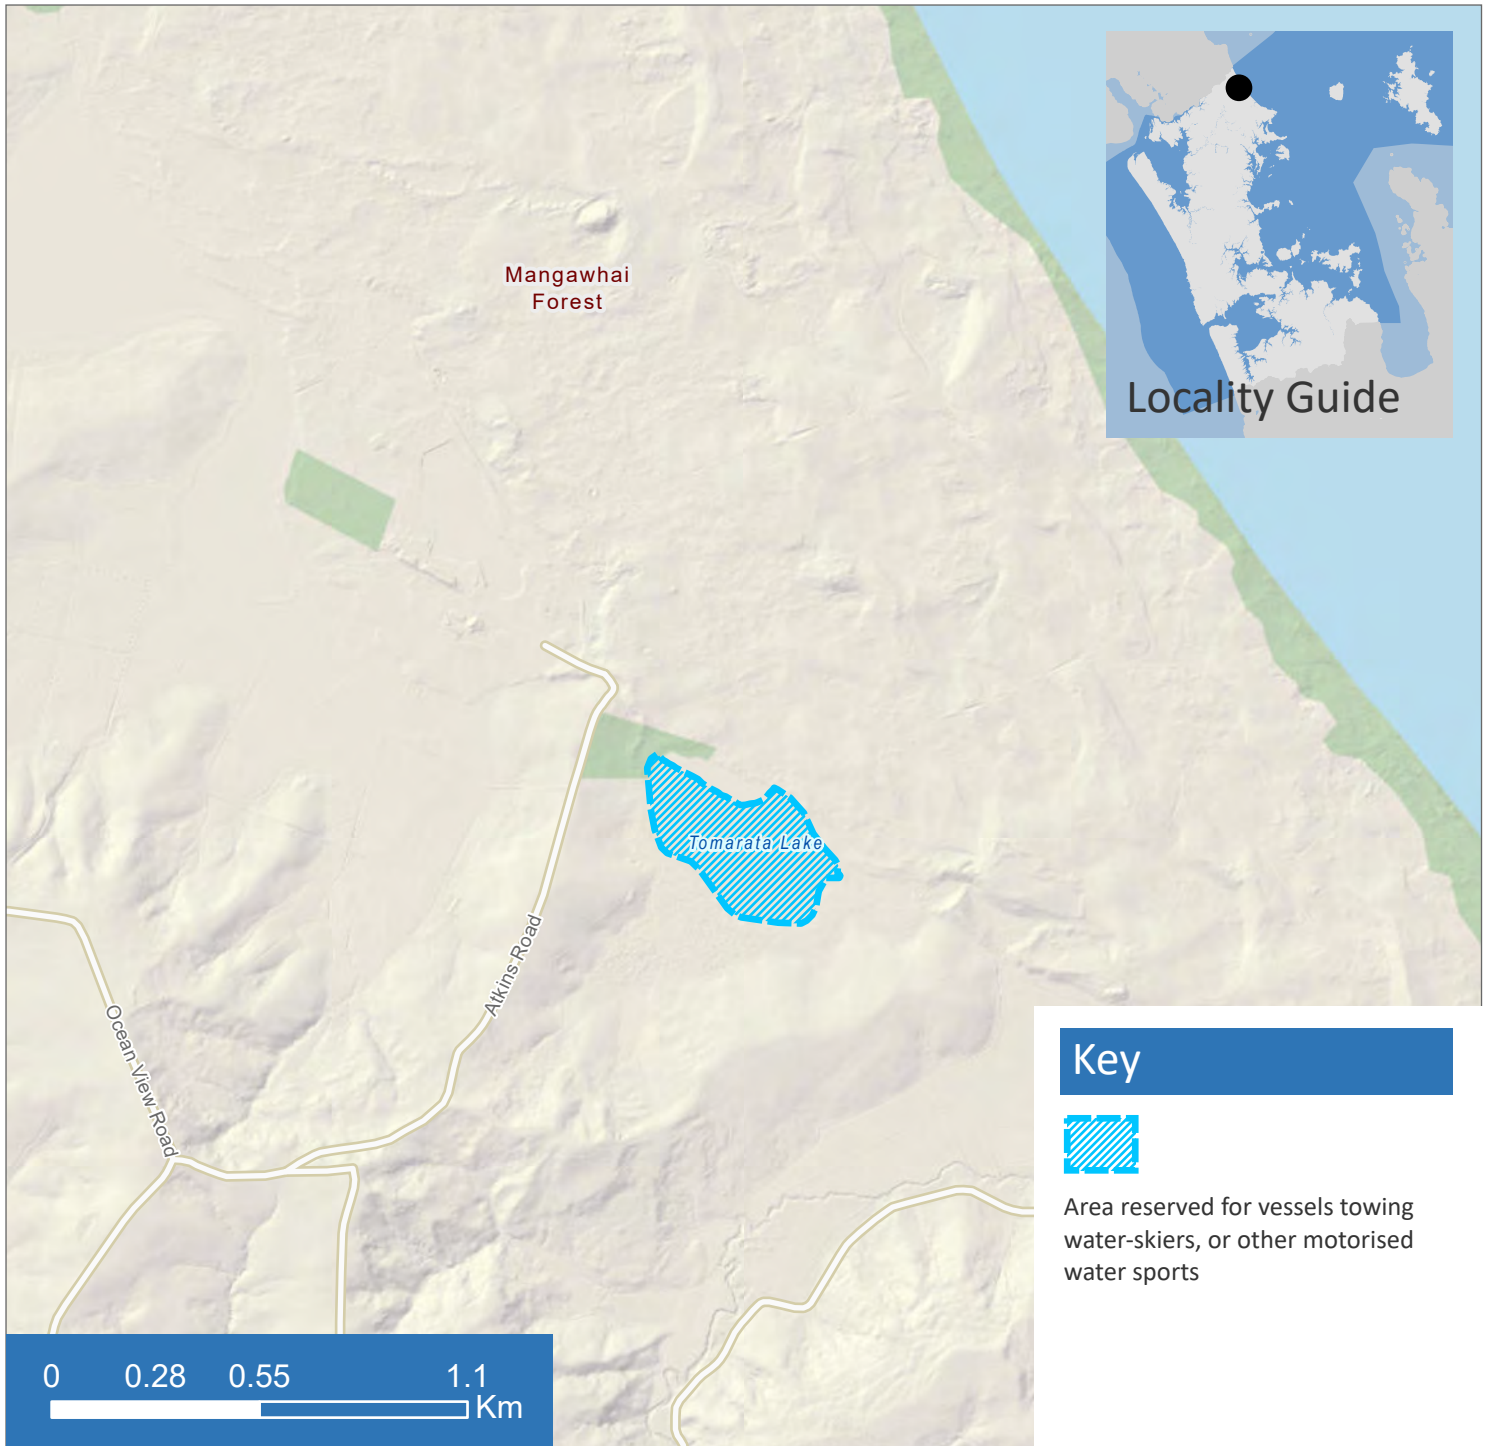 Locality Guide
Mangawhai
Forest
Tomarata Lake
Atkins Road
Ocean View Road
Key
Area reserved for vessels towing
water-skiers, or other motorised
water sports
0 0.28 0.55 1.1
Km